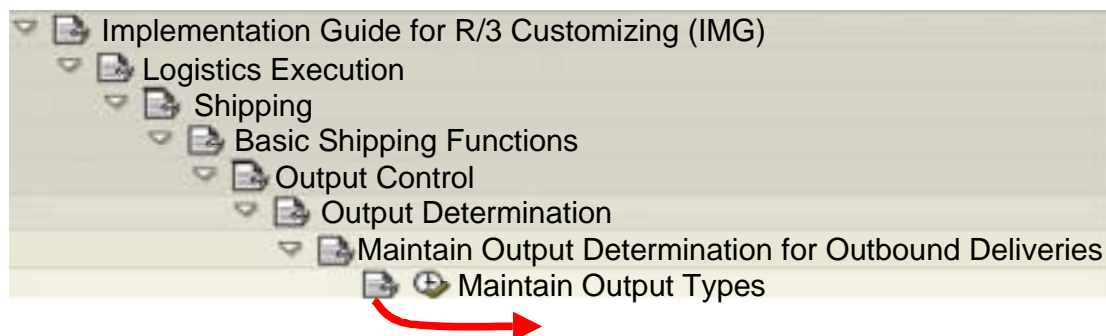 Implementation Guide for R/3 Customizing (IMG)
Logistics Execution
Shipping
Basic Shipping Functions
Output Control
Output Determination
Maintain Output Determination for Outbound Deliveries
Maintain Output Types